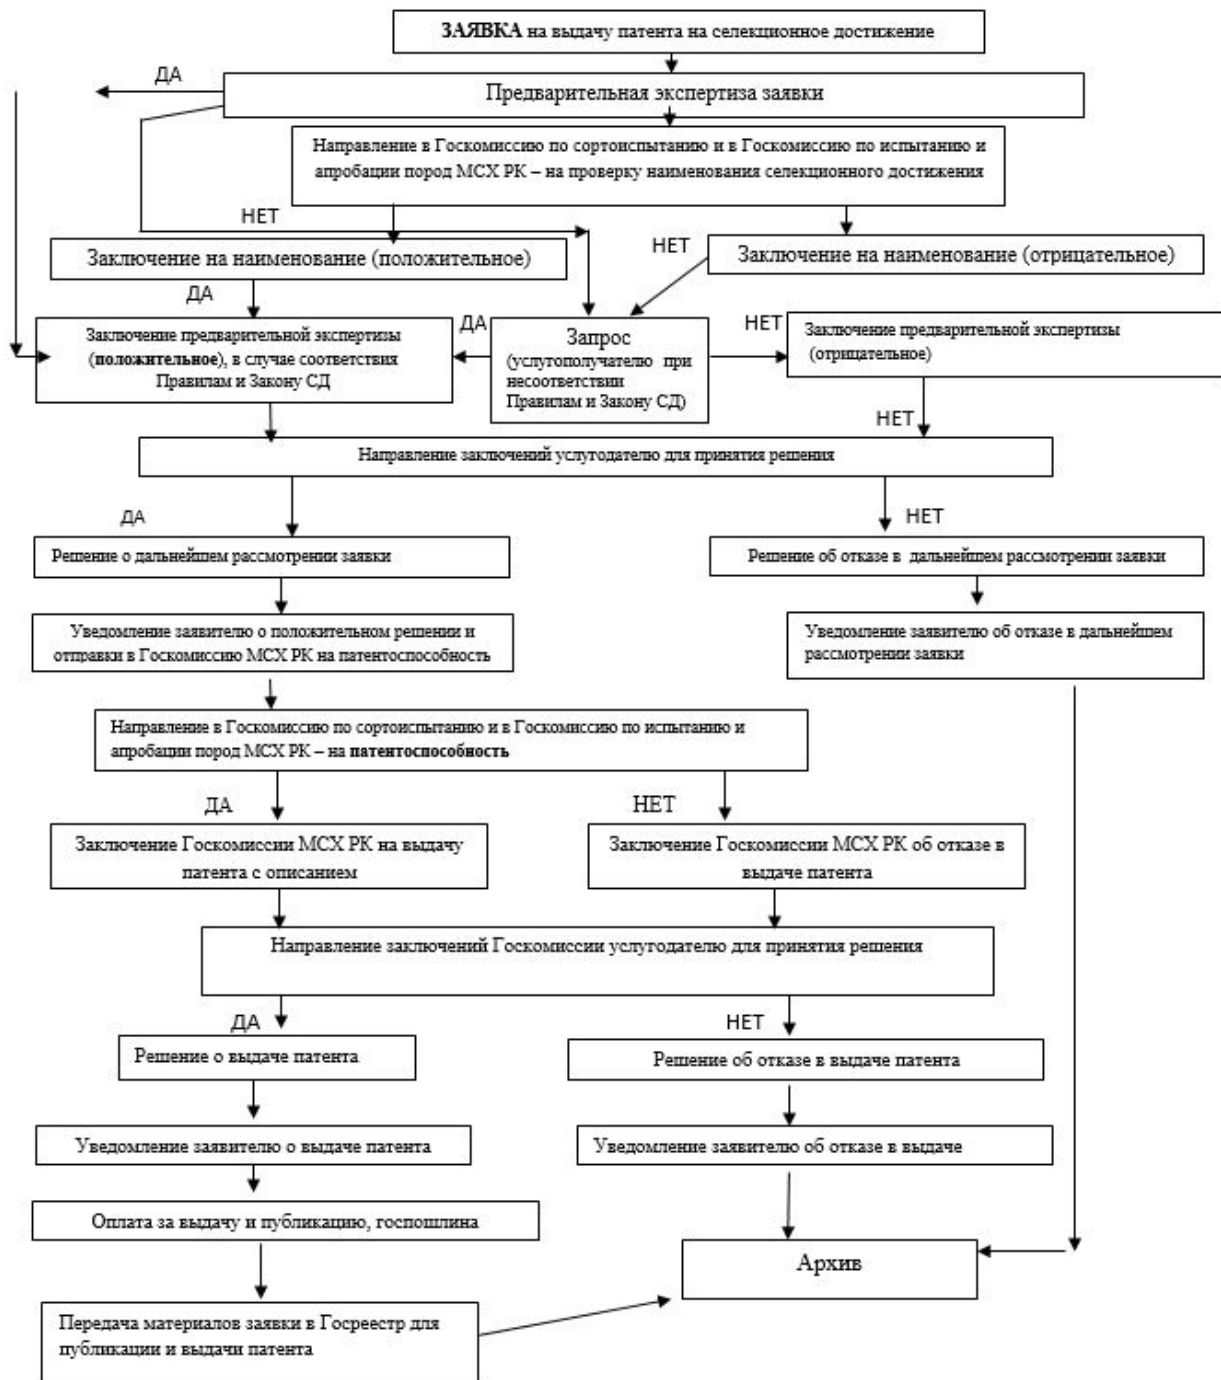 ЗАЯВКА на выдачу патента на селекционное достижение
ДА
Предварительная экспертиза заявки
Направление в Госкомиссию по сортоиспытанию и в Госкомиссию по испытанию и
апробации пород МСХ РК – на проверку наименования селекционного достижения
НЕТ
НЕТ
Заключение на наименование (положительное)
Заключение на наименование (отрицательное)
ДА
Заключение предварительной экспертизы
(положительное), в случае соответствия
Правилам и Закону СД
ДА
Запрос
(услугополучателю при
несоответствии
Правилам и Закону СД)
НЕТ
Заключение предварительной экспертизы
(отрицательное)
НЕТ
Направление заключений услугодателю для принятия решения
ДА
НЕТ
Решение о дальнейшем рассмотрении заявки
Решение об отказе в дальнейшем рассмотрении заявки
Уведомление заявителю о положительном решении и
отправки в Госкомиссию МСХ РК на патентоспособность
Уведомление заявителю об отказе в дальнейшем
рассмотрении заявки
Направление в Госкомиссию по сортоиспытанию и в Госкомиссию по испытанию и
апробации пород МСХ РК – на патентоспособность
ДА
НЕТ
Заключение Госкомиссии МСХ РК на выдачу
патента с описанием
Заключение Госкомиссии МСХ РК об отказе в
выдаче патента
Направление заключений Госкомиссии услугодателю для принятия решения
ДА
НЕТ
Решение о выдаче патента
Решение об отказе в выдаче патента
Уведомление заявителю о выдаче патента
Уведомление заявителю об отказе в выдаче
Оплата за выдачу и публикацию, госпошлина
Архив
Передача материалов заявки в Госреестр для
публикации и выдачи патента